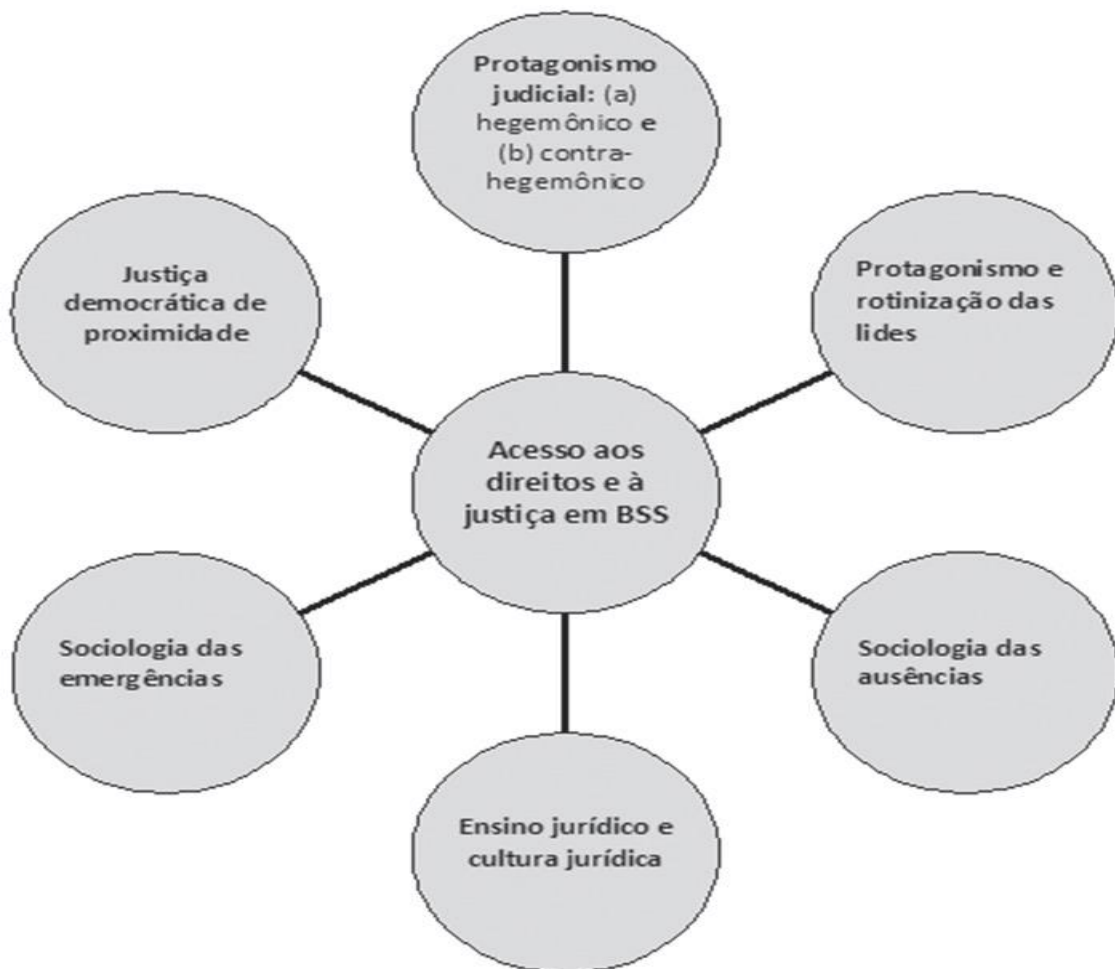 Protagonismo
judicial: (a)
hegemônico e
(b) contra-
hegemônico
Justiça
democrática de
proximidade
Protagonismo e
rotinização das
lides
Acesso aos
direitos e à
justiça em BSS
Sociologia das
emergências
Sociologia das
ausências
Ensino jurídico e
cultura jurídica